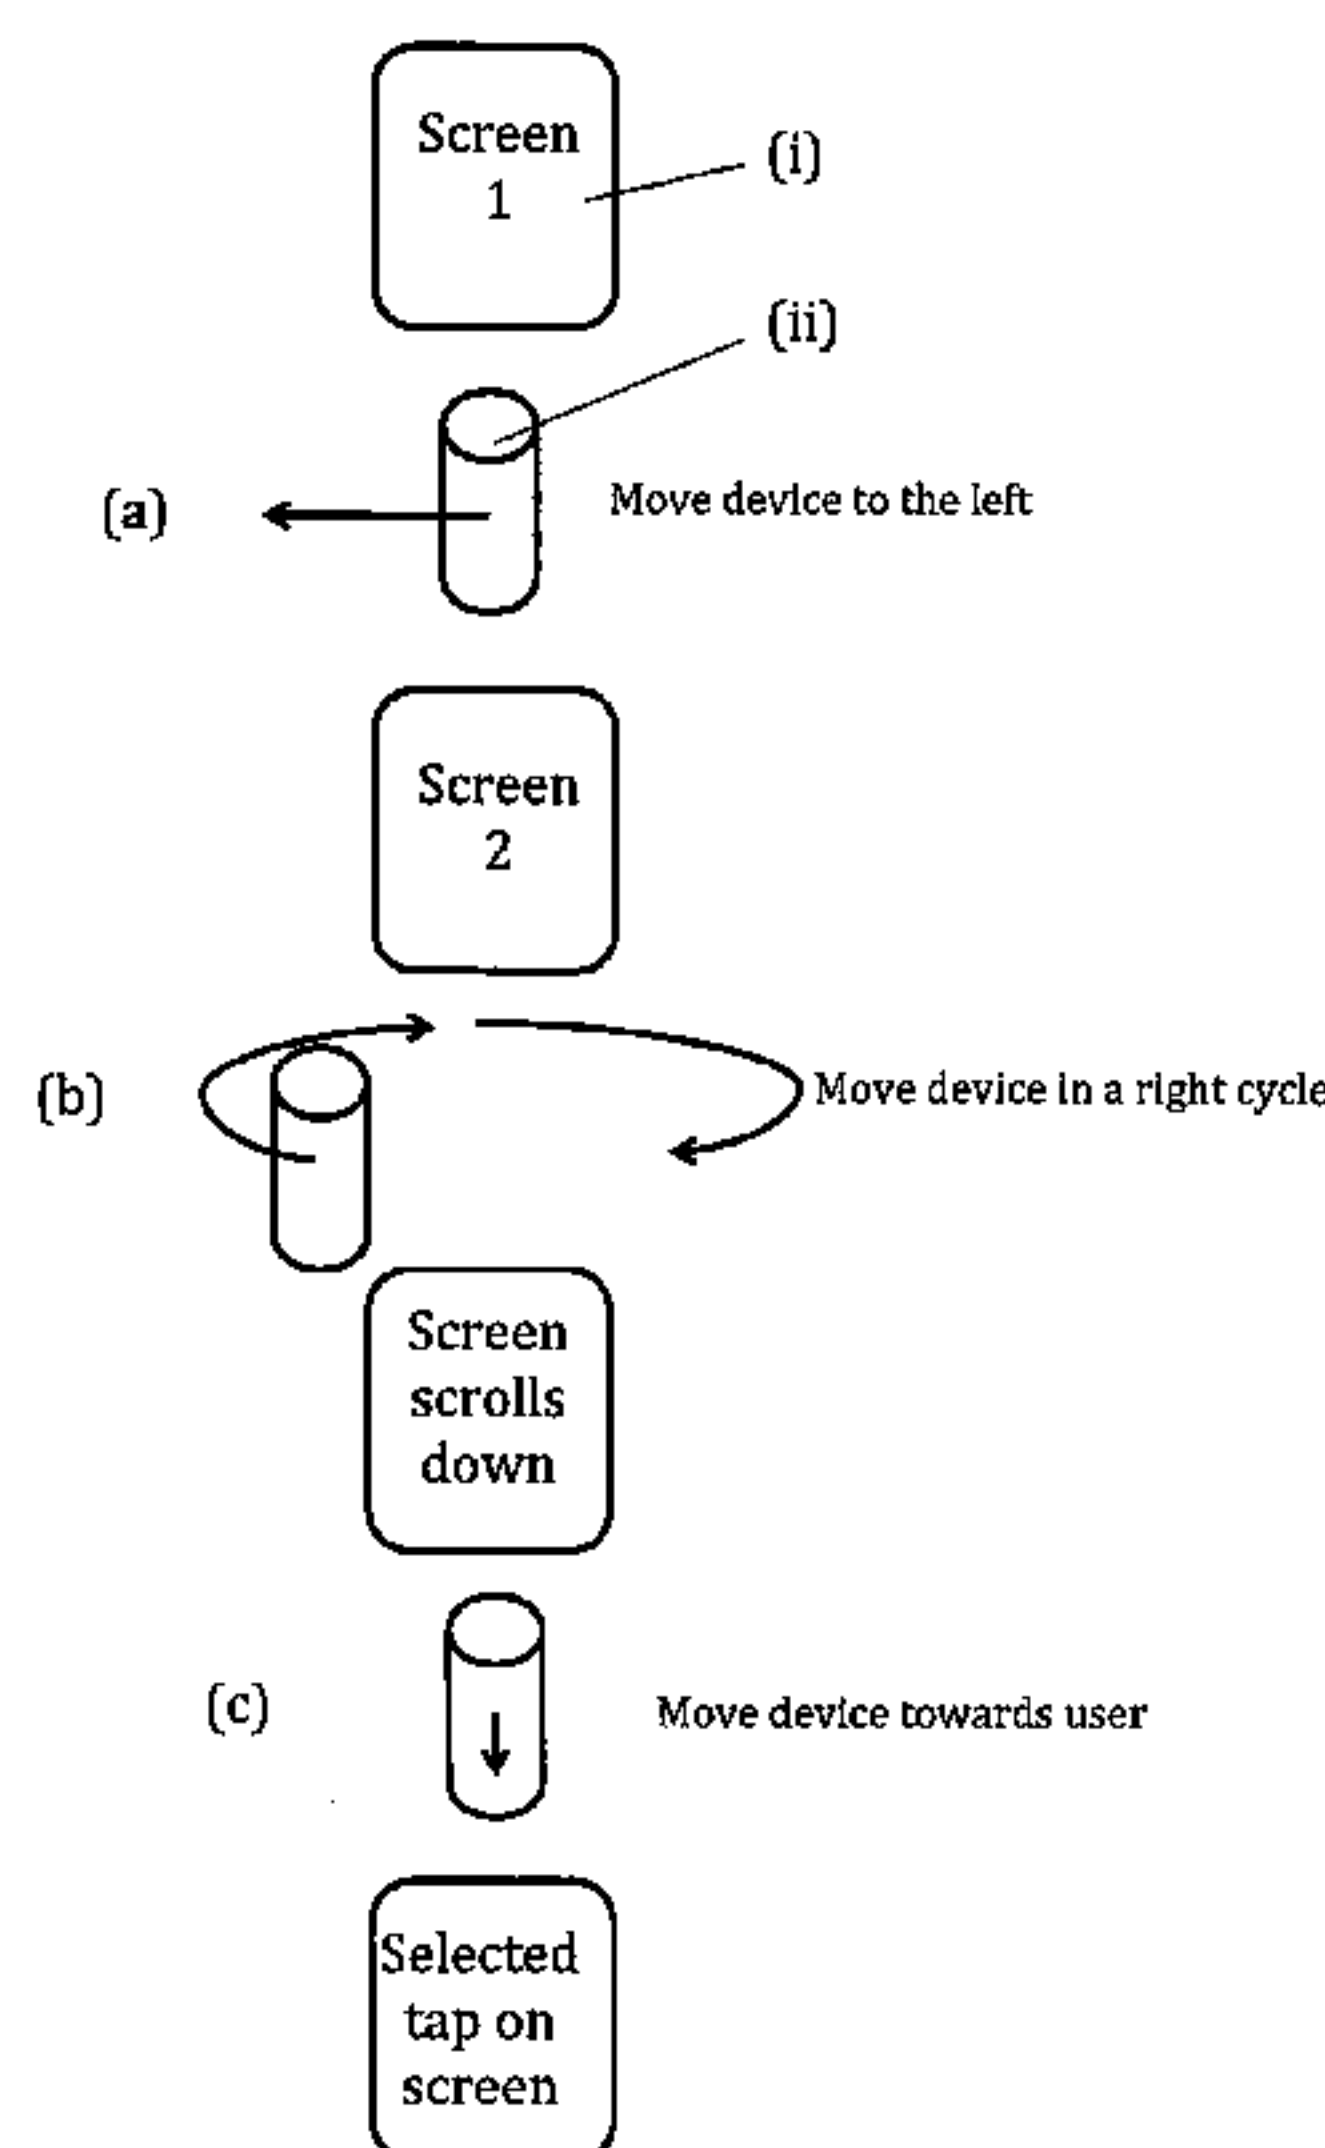 Screen
1
(i)
(ii)
(a)
Move device to the left
Screen
2
(b)
Move device in a right cycle
Screen
scrolls
down
(c)
Move device towards user
Selected
tap on
screen